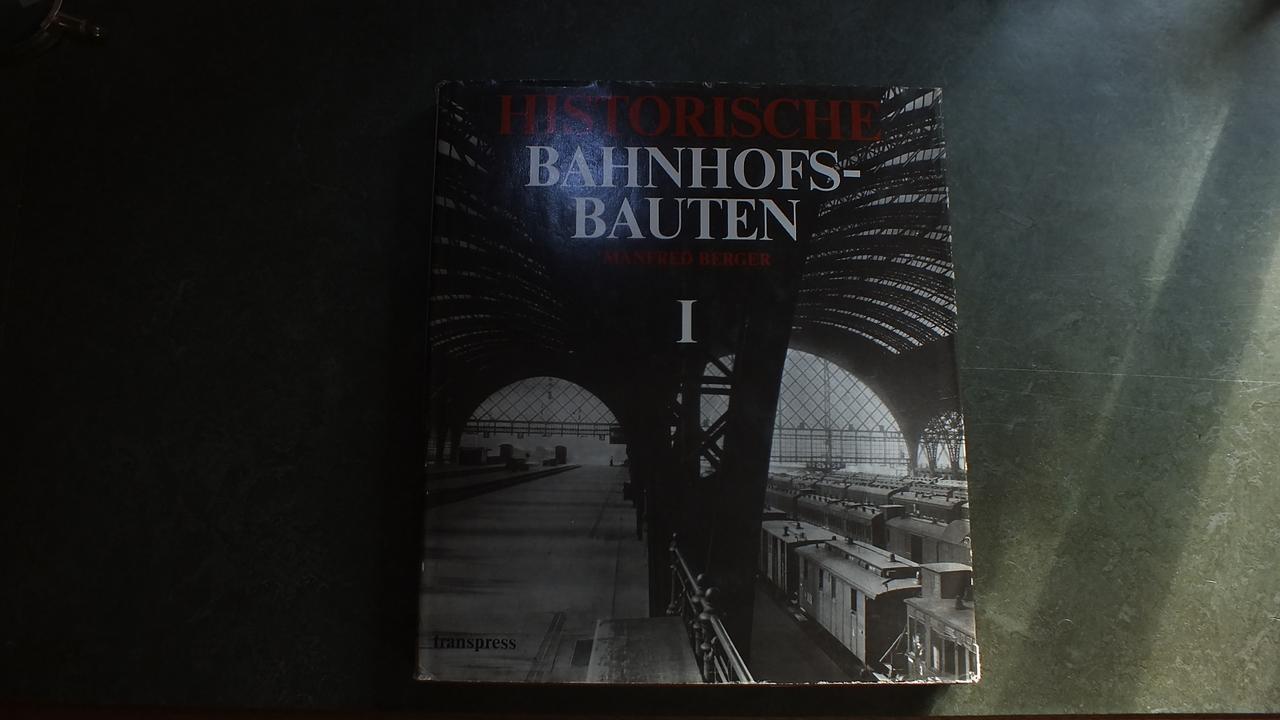 HISTORISCHE
BAHNHOFS-
BAUTEN
MANFRED BERGER
I
transpress